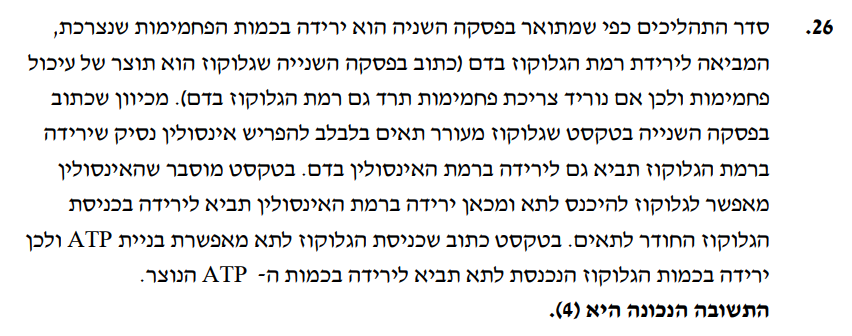 26. סדר התהליכים כפי שמתואר בפסקה השניה הוא ירידה בכמות הפחמימות שנצרכת,
המביאה לירידת רמת הגלוקוז בדם (כתוב בפסקה השנייה שגלוקוז הוא תוצר של עיכול
פחמימות ולכן אם נוריד צריכת פחמימות תרד גם רמת הגלוקוז בדם). מכיוון שכתוב
בפסקה השנייה בטקסט שגלוקוז מעורר תאים בלבלב להפריש אינסולין נסיק שירידה
ברמת הגלוקוז תביא גם לירידה ברמת האינסולין בדם. בטקסט מוסבר שהאינסולין
מאפשר לגלוקוז להיכנס לתא ומכאן ירידה ברמת האינסולין תביא לירידה בכניסת
הגלוקוז החודר לתאים. בטקסט כתוב שכניסת הגלוקוז לתא מאפשרת בניית ATP ולכן
ירידה בכמות הגלוקוז הנכנסת לתא תביא לירידה בכמות ה- ATP הנוצר.
התשובה הנכונה היא (4).